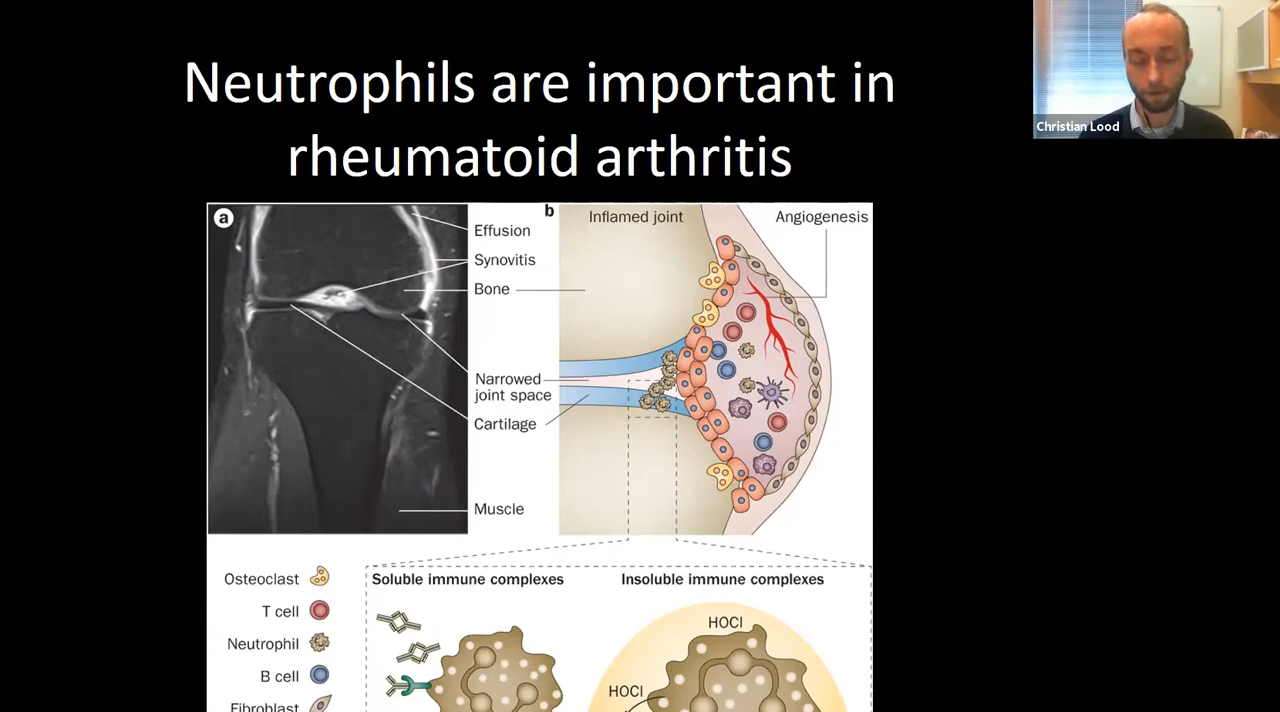 Neutrophils are important in
rheumatoid arthritis
Christian Lood
a
Effusion
Synovitis
Bone
Narrowed
joint space
Cartilage
Muscle
b
Inflamed joint
Angiogenesis
Osteoclast
T cell
Neutrophil
B cell
Fibroblast
Soluble immune complexes
Insoluble immune complexes
HOCl
HOCl